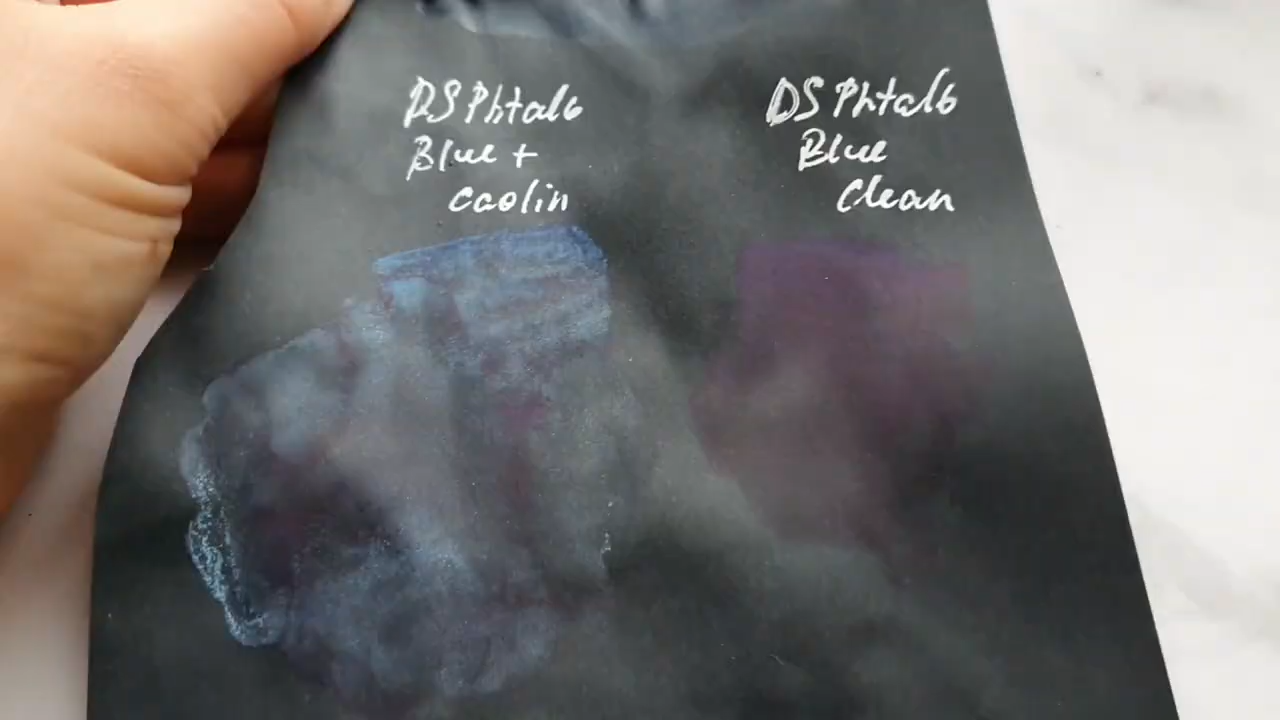 DS Phtalo
Blue +
Caolin
DS Phtalo
Blue
Clean